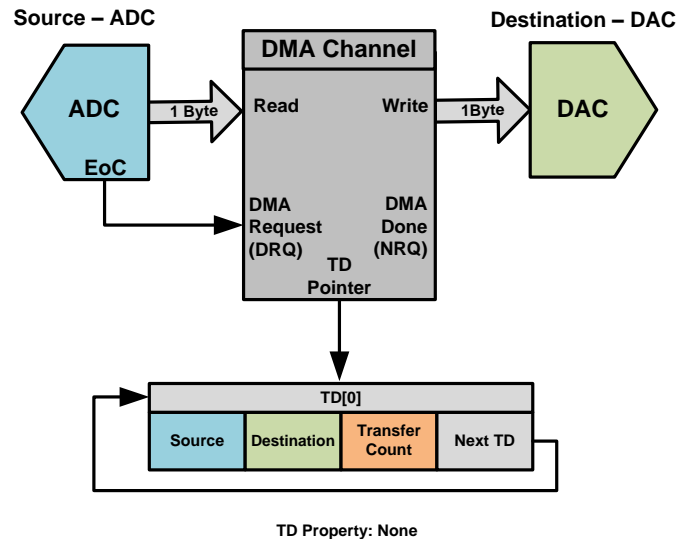 Source – ADC
Destination – DAC
DMA Channel
ADC
1 Byte
Read
Write
1Byte
DAC
EoC
DMA
Request
(DRQ)
DMA
Done
(NRQ)
TD
Pointer
TD[0]
Source
Destination
Transfer
Count
Next TD
TD Property: None